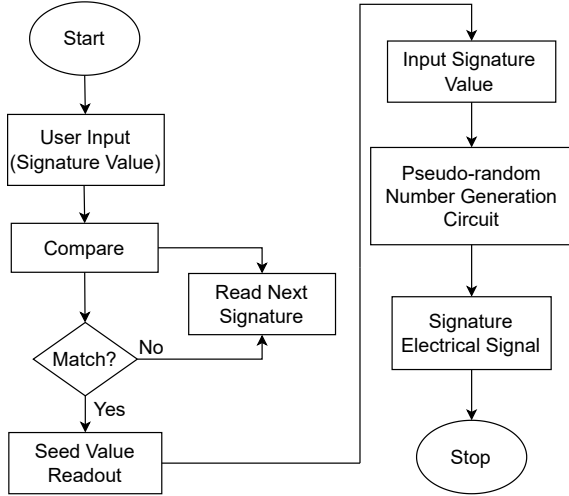 Start
User Input
(Signature Value)
Compare
Read Next
Signature
Match?
No
Yes
Seed Value
Readout
Input Signature
Value
Pseudo-random
Number Generation
Circuit
Signature
Electrical Signal
Stop